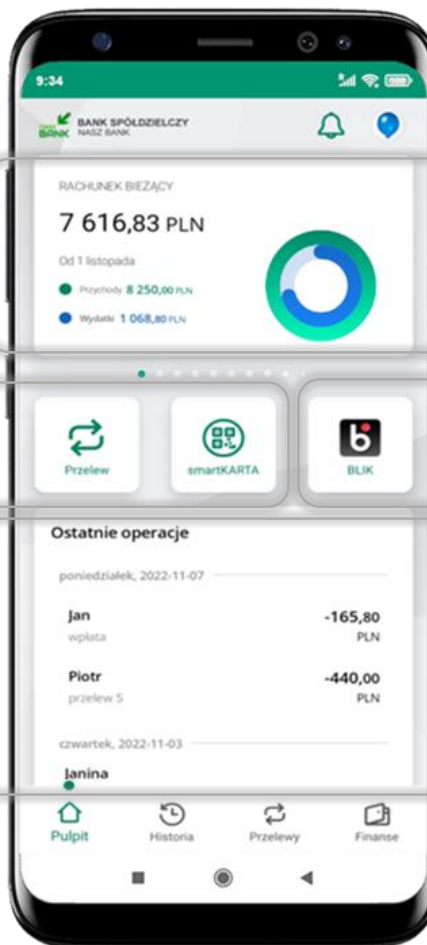 9:34
BANK SPÓŁDZIELCZY
BANK NASZ BANK
RACHUNEK BIEŻĄCY
7 616,83 PLN
Od 1 listopada
Przychody 8 250,00 PLN
Wydatki 1 068,80 PLN
Przelew
smartKARTA
BLIK
Ostatnie operacje
poniedziałek, 2022-11-07
Jan -165,80
wpłata PLN
Piotr -440,00
przelew 5 PLN
czwartek, 2022-11-03
Janina
Pulpit Historia Przelewy Finanse